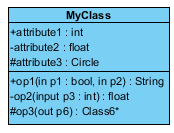 MyClass
+attribute1 : int
-attribute2 : float
#attribute3 : Circle
+op1(in p1 : bool, in p2) : String
-op2(input p3 : int) : float
#op3(out p6) : Class6*